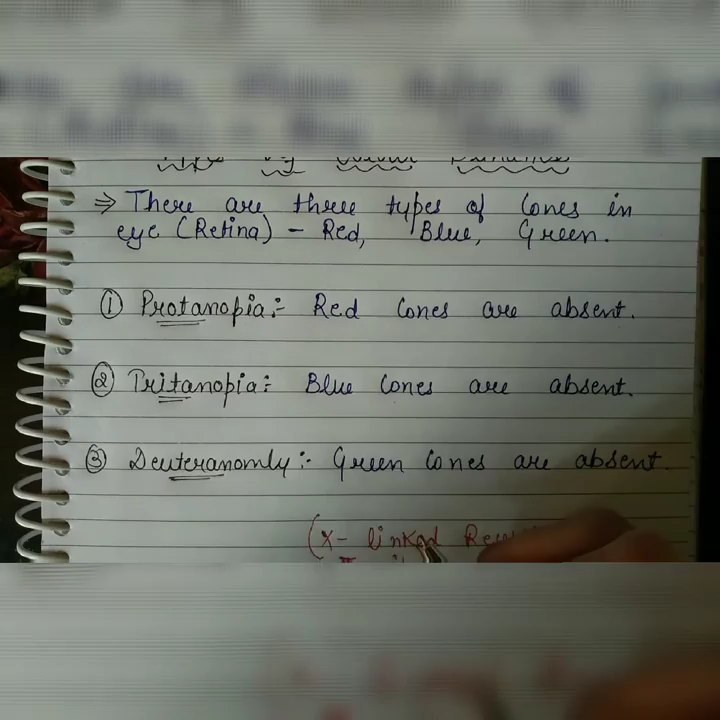 ⇒ There are three types of Cones in
eye (Retina) - Red, Blue, Green.
① Protanopia:- Red Cones are absent.
② Tritanopia:- Blue Cones are absent.
③ Deuteranomly:- Green Cones are absent.
(X- linked